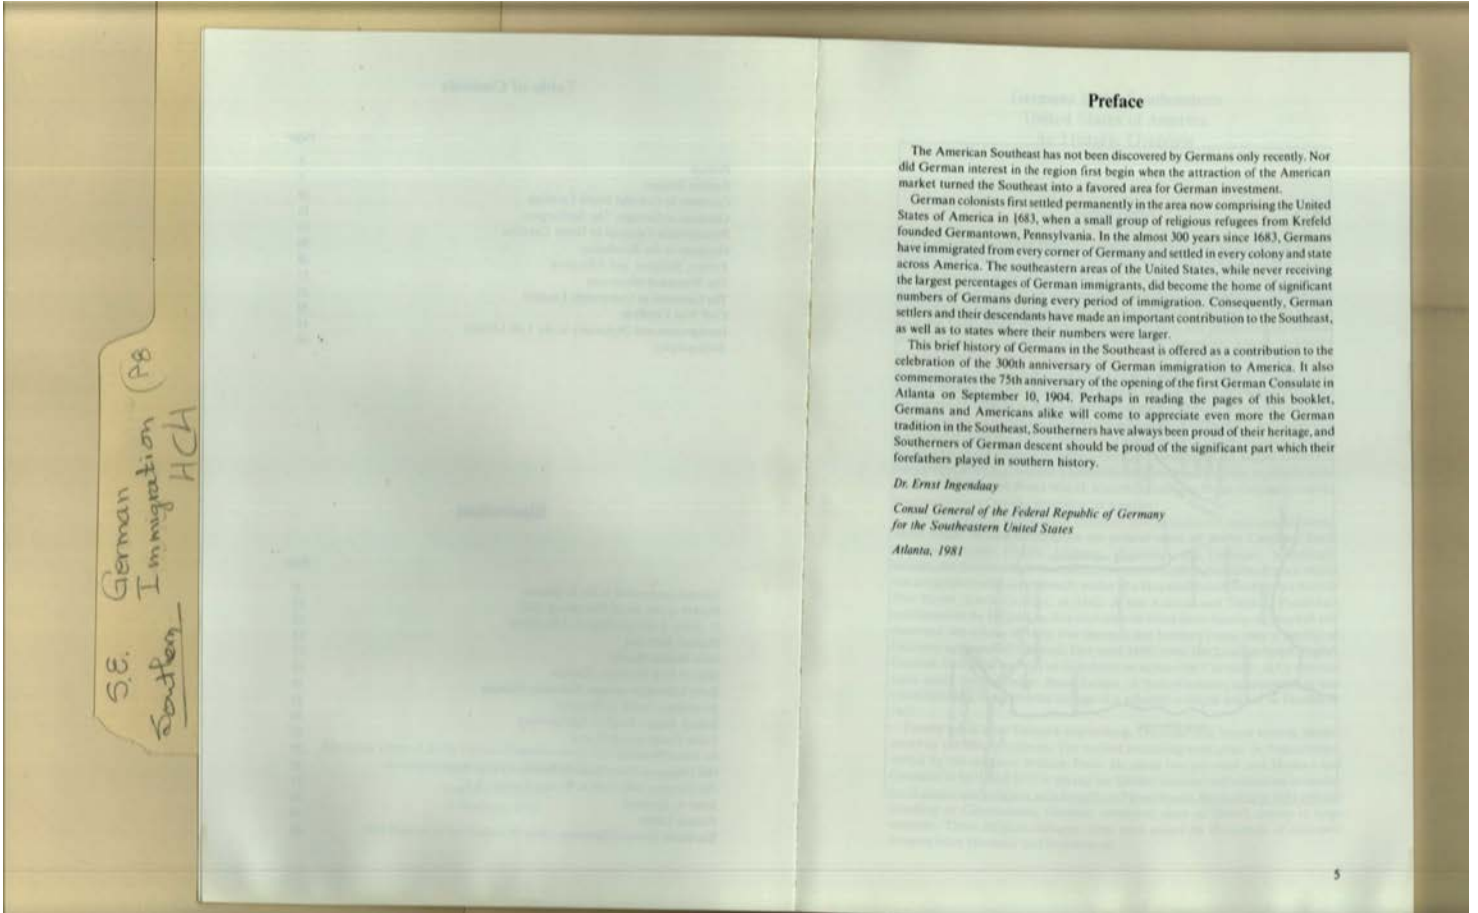 S.E. German
Southern Immigration (P8
HCH
Preface
The American Southeast has not been discovered by Germans only recently. Nor
did German interest in the region first begin when the attraction of the American
market turned the Southeast into a favored area for German investment.
German colonists first settled permanently in the area now comprising the United
States of America in 1683, when a small group of religious refugees from Krefeld
founded Germantown, Pennsylvania. In the almost 300 years since 1683, Germans
have immigrated from every corner of Germany and settled in every colony and state
across America. The southeastern areas of the United States, while never receiving
the largest percentages of German immigrants, did become the home of significant
numbers of Germans during every period of immigration. Consequently, German
settlers and their descendants have made an important contribution to the Southeast,
as well as to states where their numbers were larger.
This brief history of Germans in the Southeast is offered as a contribution to the
celebration of the 300th anniversary of German immigration to America. It also
commemorates the 75th anniversary of the opening of the first German Consulate in
Atlanta on September 10, 1904. Perhaps in reading the pages of this booklet,
Germans and Americans alike will come to appreciate even more the German
tradition in the Southeast, Southerners have always been proud of their heritage, and
Southerners of German descent should be proud of the significant part which their
forefathers played in southern history.
Dr. Ernst Ingendaay
Consul General of the Federal Republic of Germany
for the Southeastern United States
Atlanta, 1981
5